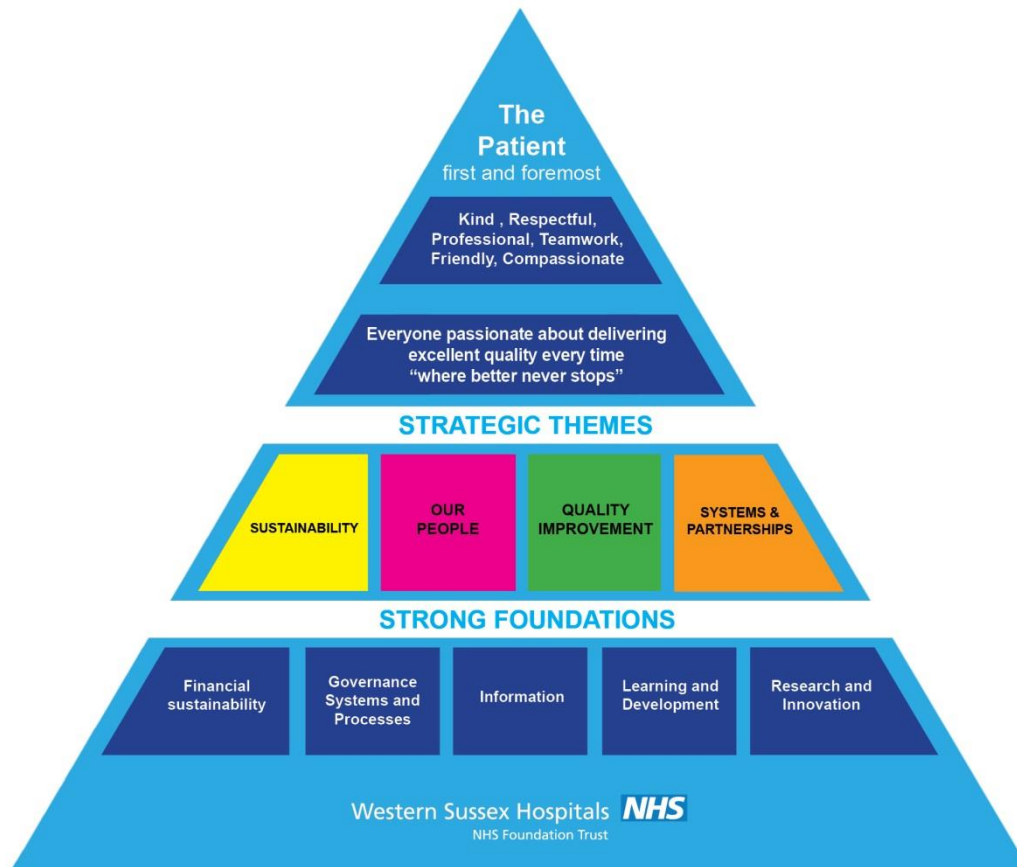 The
Patient
first and foremost
Kind , Respectful,
Professional, Teamwork,
Friendly, Compassionate
Everyone passionate about delivering
excellent quality every time
“where better never stops”
STRATEGIC THEMES
SUSTAINABILITY
OUR
PEOPLE
QUALITY
IMPROVEMENT
SYSTEMS &
PARTNERSHIPS
STRONG FOUNDATIONS
Financial
sustainability
Governance
Systems and
Processes
Information
Learning and
Development
Research and
Innovation
Western Sussex Hospitals NHS
NHS Foundation Trust